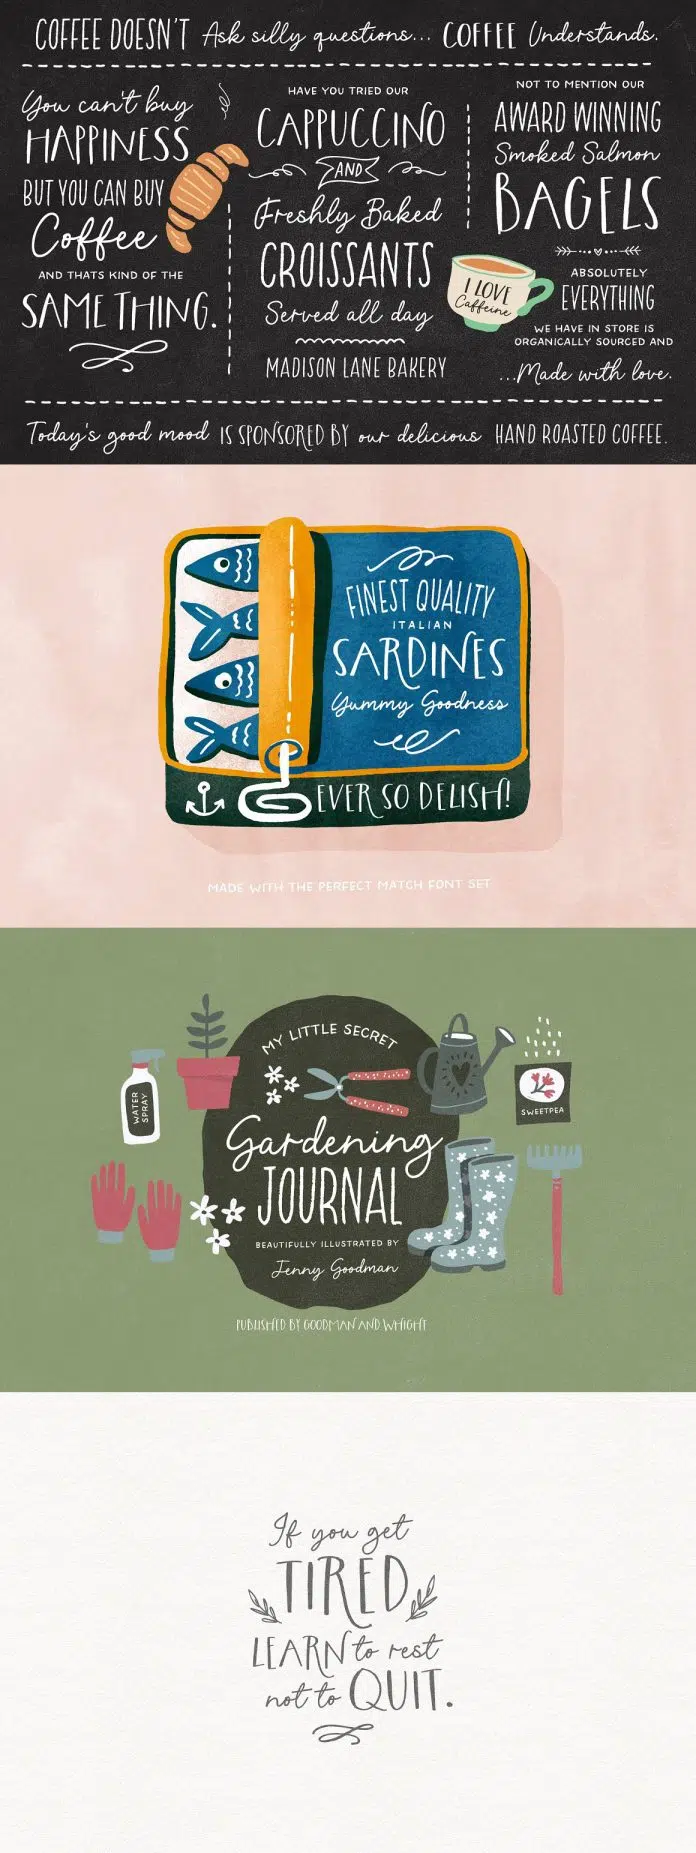 COFFEE DOESN'T Ask silly questions... COFFEE Understands.
You can't buy
HAPPINESS
BUT YOU CAN BUY
Coffee
AND THATS KIND OF THE
SAME THING.
HAVE YOU TRIED OUR
CAPPUCCINO
AND
Freshly Baked
CROISSANTS
Served all day
MADISON LANE BAKERY
NOT TO MENTION OUR
AWARD WINNING
Smoked Salmon
BAGELS
I LOVE
Caffeine
ABSOLUTELY
EVERYTHING
WE HAVE IN STORE IS
ORGANICALLY SOURCED AND
...Made with love.
Today's good mood IS SPONSORED BY our delicious HAND ROASTED COFFEE.
FINEST QUALITY
ITALIAN
SARDINES
Yummy Goodness
EVER SO DELISH!
MADE WITH THE PERFECT MATCH FONT SET
MY LITTLE SECRET
WATER
SPRAY
SWEETPEA
Gardening
JOURNAL
BEAUTIFULLY ILLUSTRATED BY
Jenny Goodman
PUBLISHED BY GOODMAN AND WHIGHT
If you get
TIRED
LEARN to rest
not to QUIT.